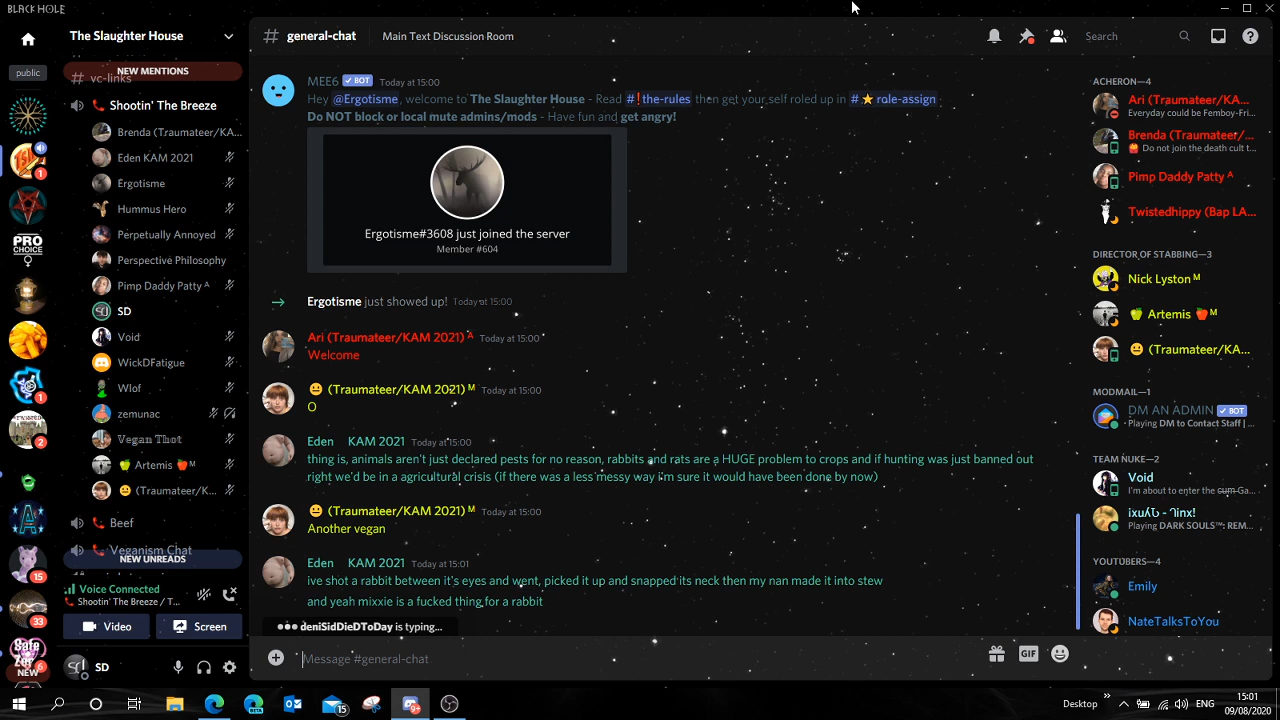 BLACK HOLE
The Slaughter House
# general-chat
Main Text Discussion Room
Search
public
NEW MENTIONS
# vc-links
Shootin' The Breeze
Brenda (Traumateer/KA...
Eden KAM 2021
Ergotisme
Hummus Hero
Perpetually Annoyed
Perspective Philosophy
Pimp Daddy Patty ᴬ
SD
Void
WickDFatigue
Wlof
zemunac
Vegan Thot
🍏 Artemis 🍎ᴹ
😐 (Traumateer/K...
Beef
Veganism Chat
NEW UNREADS
Voice Connected
Shootin' The Breeze / T...
Video
Screen
SD
PRO
CHOICE
1
1
2
15
33
Safe
6
NEW
MEE6 ✔ BOT Today at 15:00
Hey @Ergotisme, welcome to The Slaughter House - Read #❗the-rules then get your self roled up in #⭐ role-assign
Do NOT block or local mute admins/mods - Have fun and get angry!
Ergotisme#3608 just joined the server
Member #604
Ergotisme just showed up! Today at 15:00
Ari (Traumateer/KAM 2021) ᴬ Today at 15:00
Welcome
😐 (Traumateer/KAM 2021) ᴹ Today at 15:00
O
Eden KAM 2021 Today at 15:00
thing is, animals aren't just declared pests for no reason, rabbits and rats are a HUGE problem to crops and if hunting was just banned out
right we'd be in a agricultural crisis (if there was a less messy way i'm sure it would have been done by now)
😐 (Traumateer/KAM 2021) ᴹ Today at 15:00
Another vegan
Eden KAM 2021 Today at 15:01
ive shot a rabbit between it's eyes and went, picked it up and snapped its neck then my nan made it into stew
and yeah mixxie is a fucked thing for a rabbit
deniSidDieDToDay is typing...
Message #general-chat
GIF
ACHERON—4
Ari (Traumateer/KA...
Everyday could be Femboy-Fri...
Brenda (Traumateer/...
Do not join the death cult t...
Pimp Daddy Patty ᴬ
Twistedhippy (Bap LA...
DIRECTOR OF STABBING—3
Nick Lyston ᴹ
🍏 Artemis 🍎ᴹ
😐 (Traumateer/KA...
MODMAIL—1
DM AN ADMIN ✔ BOT
Playing DM to Contact Staff | ...
TEAM NUKE—2
Void
I'm about to enter the cum Ga...
Playing DARK SOULS™: REM...
YOUTUBERS—4
Emily
NateTalksToYou
BETA
15
Desktop
ENG
15:01
09/08/2020